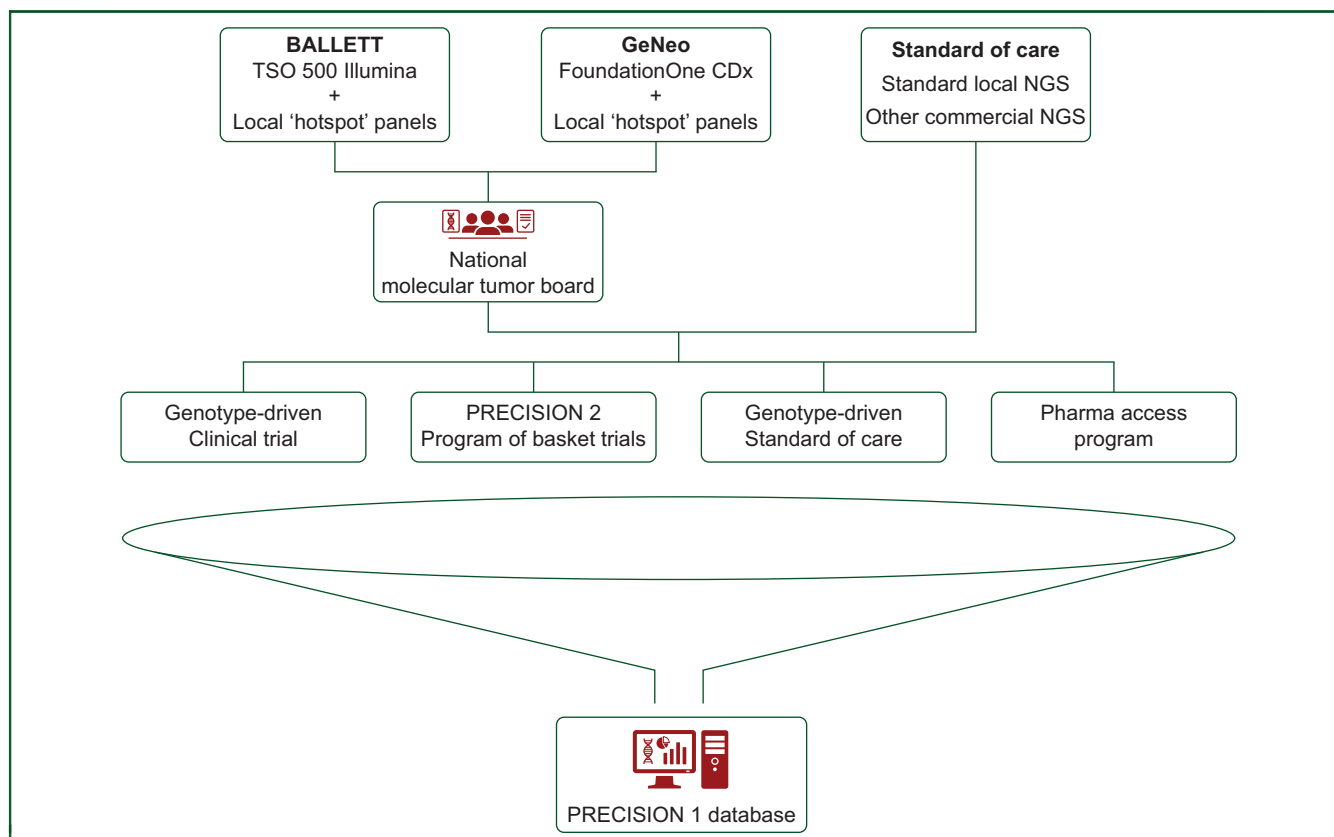 BALLETT
TSO 500 Illumina
+
Local ‘hotspot’ panels
GeNeo
FoundationOne CDx
+
Local ‘hotspot’ panels
Standard of care
Standard local NGS
Other commercial NGS
National
molecular tumor board
Genotype-driven
Clinical trial
PRECISION 2
Program of basket trials
Genotype-driven
Standard of care
Pharma access
program
PRECISION 1 database